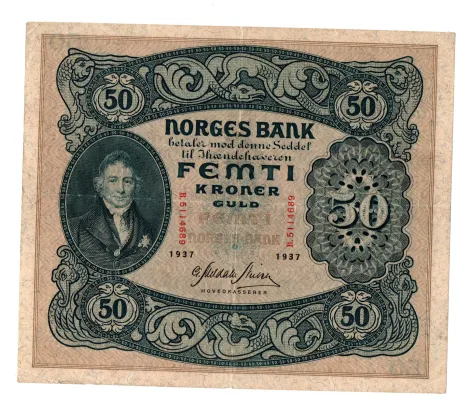 50
50
NORGES BANK
betaler mod denne Seddel
til Ihændehaveren
FEMTI
KRONER
GULD
B.5114689
B.5114689
50
1937
1937
HOVEDKASSERER
50
50